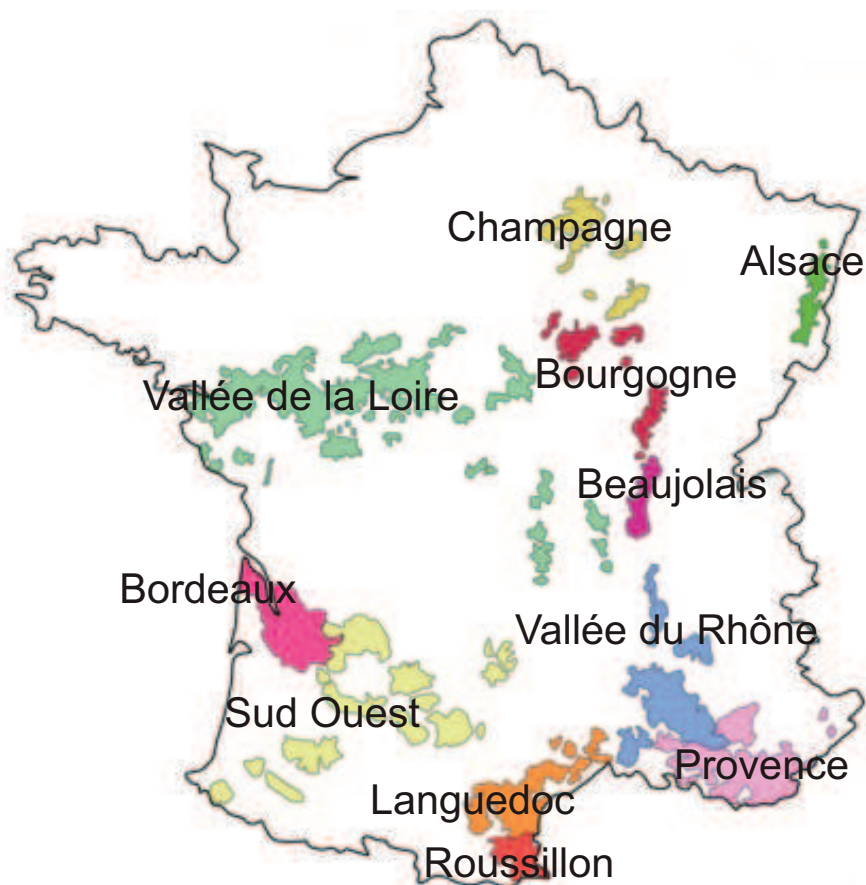 Champagne
Alsace
Bourgogne
Vallée de la Loire
Beaujolais
Bordeaux
Vallée du Rhône
Sud Ouest
Provence
Languedoc
Roussillon